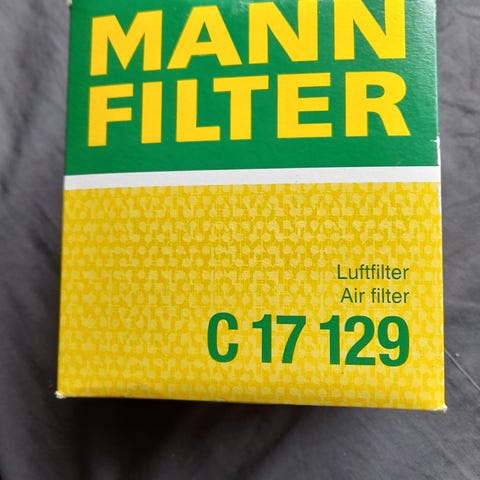 MANN
FILTER
Luftfilter
Air filter
C 17 129